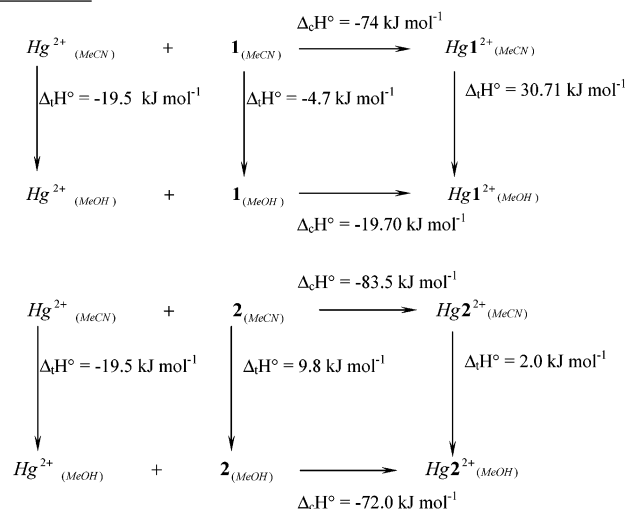 Δ꜀H° = -74 kJ mol⁻¹
Hg²⁺ ₍MeCN₎ + 1₍MeCN₎ Hg1²⁺₍MeCN₎
ΔₜH° = -19.5 kJ mol⁻¹ ΔₜH° = -4.7 kJ mol⁻¹ ΔₜH° = 30.71 kJ mol⁻¹
Hg²⁺ ₍MeOH₎ + 1₍MeOH₎ Hg1²⁺₍MeOH₎
Δ꜀H° = -19.70 kJ mol⁻¹
Δ꜀H° = -83.5 kJ mol⁻¹
Hg²⁺ ₍MeCN₎ + 2₍MeCN₎ Hg2²⁺₍MeCN₎
ΔₜH° = -19.5 kJ mol⁻¹ ΔₜH° = 9.8 kJ mol⁻¹ ΔₜH° = 2.0 kJ mol⁻¹
Hg²⁺ ₍MeOH₎ + 2₍MeOH₎ Hg2²⁺₍MeOH₎
Δ꜀H° = -72.0 kJ mol⁻¹